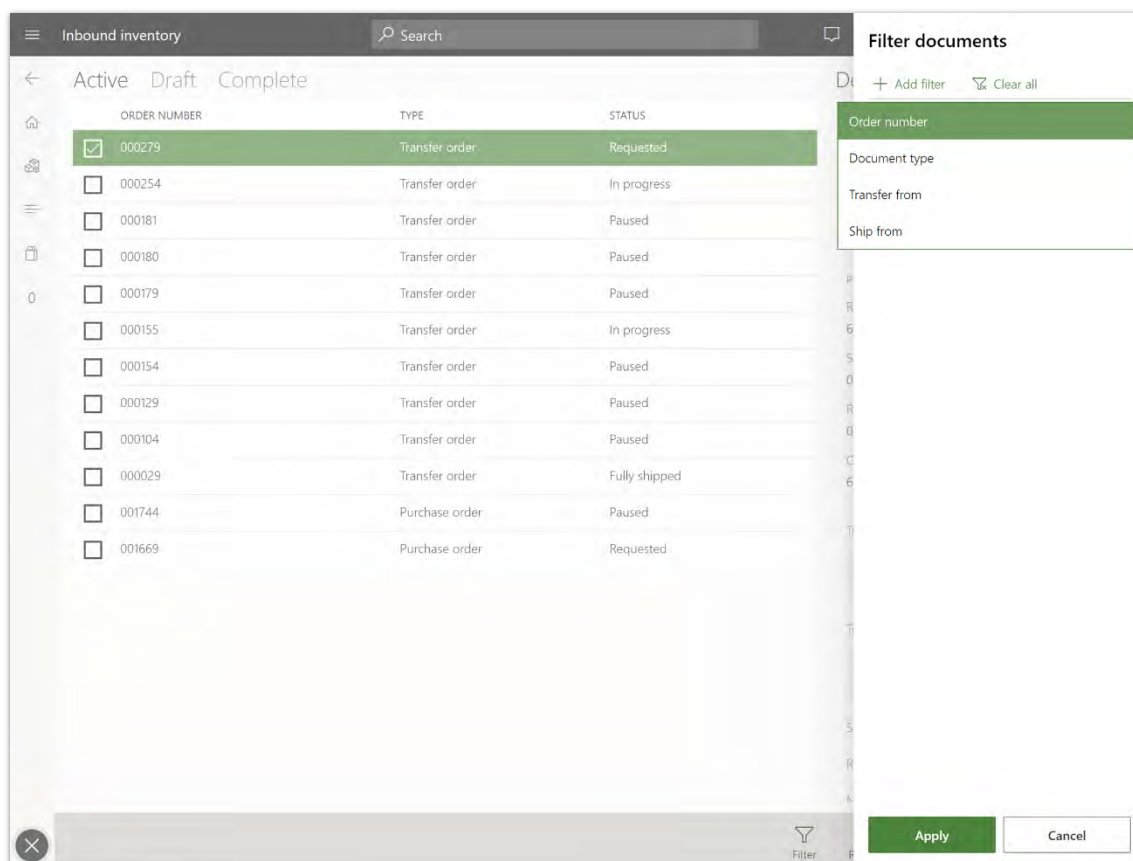 Inbound inventory
Search
Filter documents
Active Draft Complete
Add filter Clear all
ORDER NUMBER TYPE STATUS
Order number
Document type
Transfer from
Ship from
000279 Transfer order Requested
000254 Transfer order In progress
000181 Transfer order Paused
000180 Transfer order Paused
000179 Transfer order Paused
000155 Transfer order In progress
000154 Transfer order Paused
000129 Transfer order Paused
000104 Transfer order Paused
000029 Transfer order Fully shipped
001744 Purchase order Paused
001669 Purchase order Requested
0
Filter
Apply Cancel